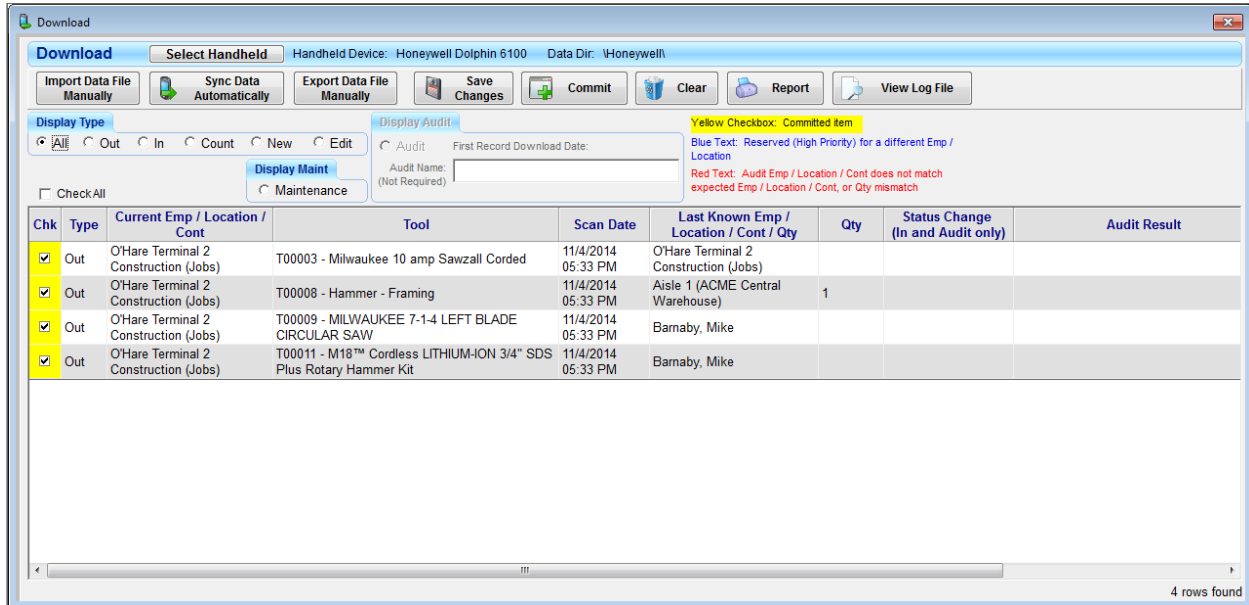 Download
Download
Select Handheld
Handheld Device: Honeywell Dolphin 6100
Data Dir: \Honeywell\
Import Data File
Manually
Sync Data
Automatically
Export Data File
Manually
Save
Changes
Commit
Clear
Report
View Log File
Display Type
All
Out
In
Count
New
Edit
Display Maint
Maintenance
Check All
Display Audit
Audit
First Record Download Date:
Audit Name:
(Not Required)
Yellow Checkbox: Committed item
Blue Text: Reserved (High Priority) for a different Emp /
Location
Red Text: Audit Emp / Location / Cont does not match
expected Emp / Location / Cont, or Qty mismatch
Chk
Type
Current Emp / Location /
Cont
Tool
Scan Date
Last Known Emp /
Location / Cont / Qty
Qty
Status Change
(In and Audit only)
Audit Result
Out
O'Hare Terminal 2
Construction (Jobs)
T00003 - Milwaukee 10 amp Sawzall Corded
11/4/2014
05:33 PM
O'Hare Terminal 2
Construction (Jobs)
Out
O'Hare Terminal 2
Construction (Jobs)
T00008 - Hammer - Framing
11/4/2014
05:33 PM
Aisle 1 (ACME Central
Warehouse)
1
Out
O'Hare Terminal 2
Construction (Jobs)
T00009 - MILWAUKEE 7-1-4 LEFT BLADE
CIRCULAR SAW
11/4/2014
05:33 PM
Barnaby, Mike
Out
O'Hare Terminal 2
Construction (Jobs)
T00011 - M18™ Cordless LITHIUM-ION 3/4" SDS
Plus Rotary Hammer Kit
11/4/2014
05:33 PM
Barnaby, Mike
4 rows found